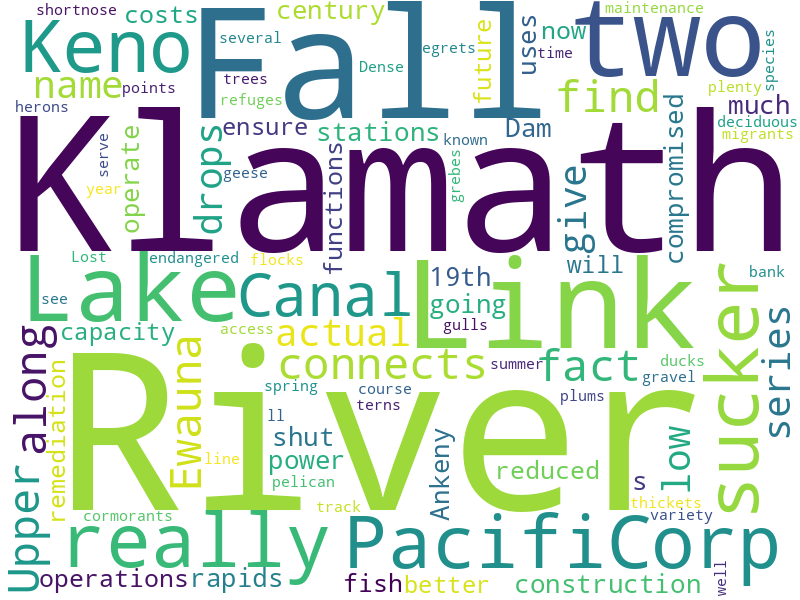 shortnose
costs
century
several
Dense
egrets
uses
future
now
time
maintenance
species
Keno
Fall
two
name
points
trees
refuges
find
plenty
much
herons
drops
ensure
stations
known
Dam
deciduous
migrants
serve
operate
geese
functions
grebes
give
compromised
year
Klamath
Lost
endangered
flocks
see
Lake
Canal
19th
will
bank
Link
going
gulls
capacity
access
actual
along
connects
summer
fact
ducks
gravel
sucker
series
remediation
Ewauna
spring
course
terns
plums
ll
shut
River
line
power
pelican
Ankeny
reduced
s
low
track
thickets
variety
cormorants
Upper
really
PacifiCorp
operations
rapids
fish
better
construction
well